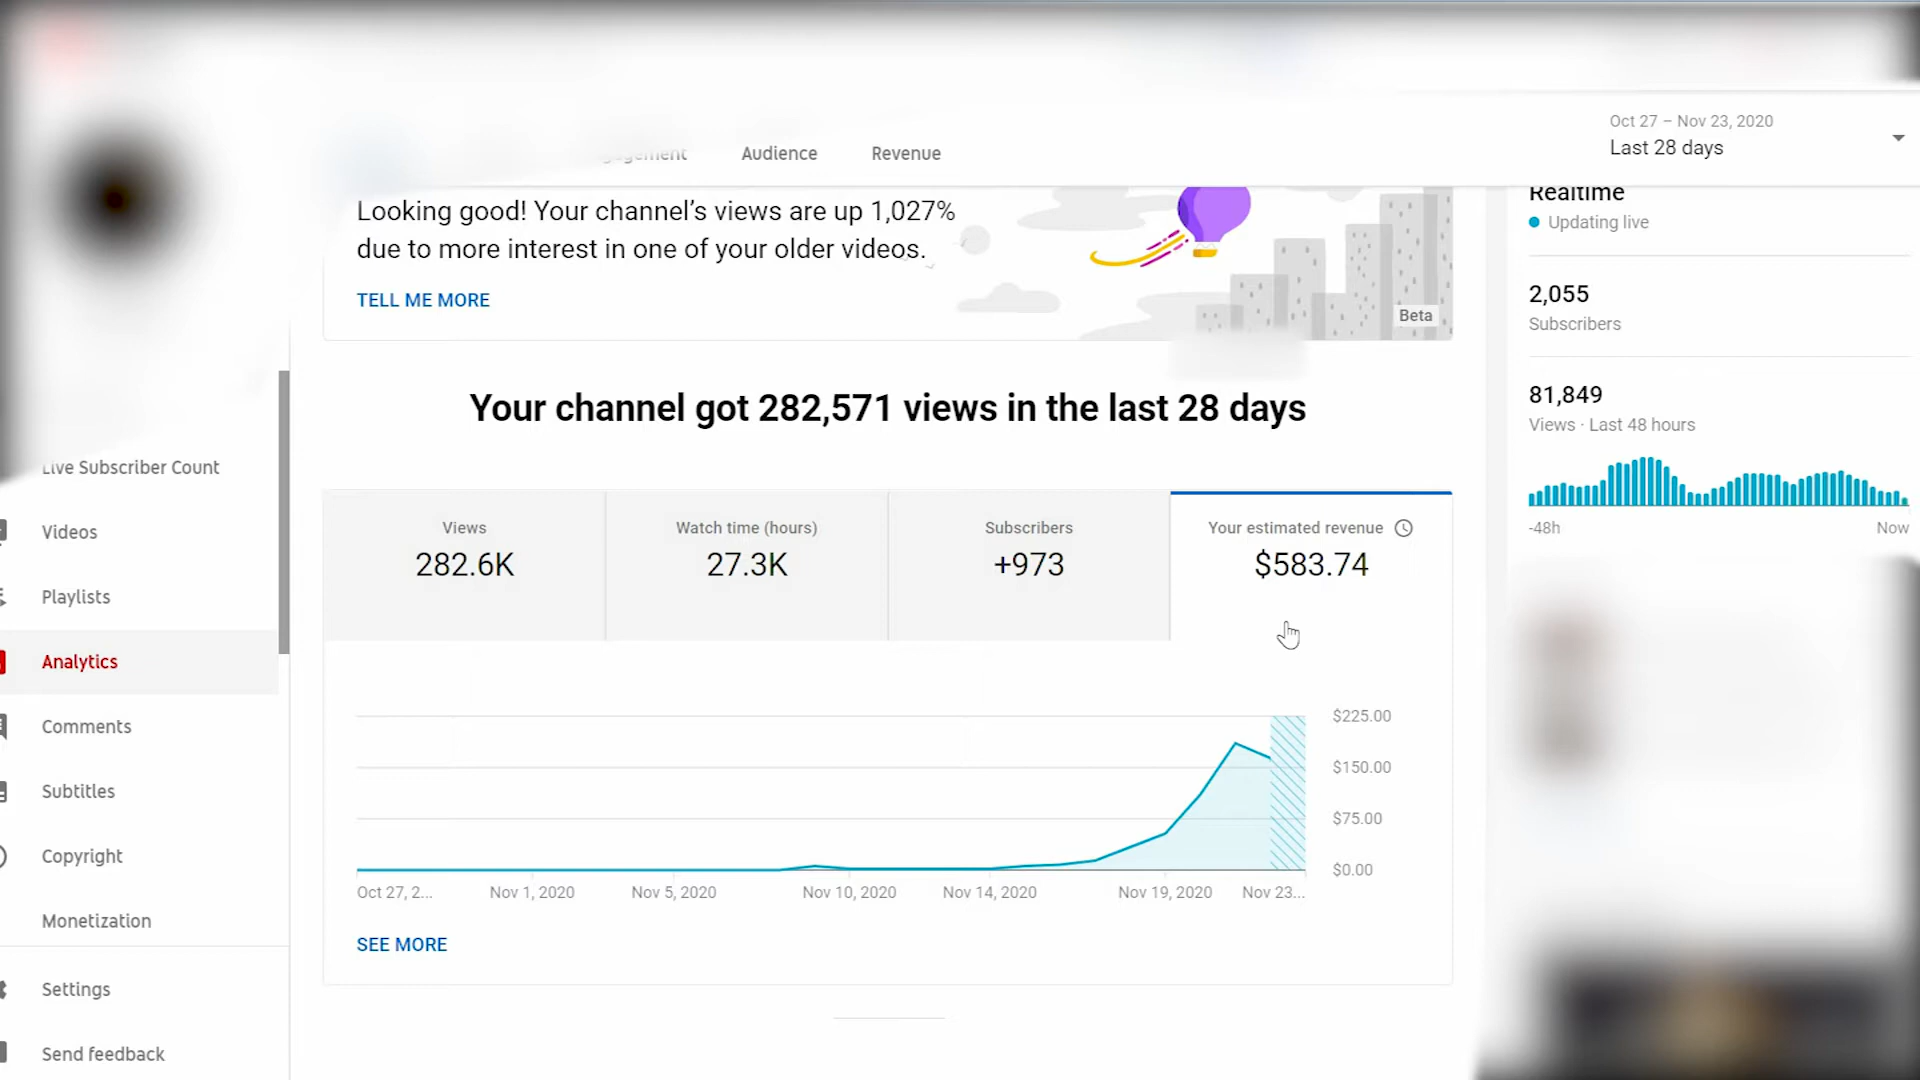 Audience
Revenue
Oct 27 – Nov 23, 2020
Last 28 days
Looking good! Your channel's views are up 1,027%
due to more interest in one of your older videos.
TELL ME MORE
Beta
Realtime
Updating live
2,055
Subscribers
81,849
Views · Last 48 hours
-48h
Now
Your channel got 282,571 views in the last 28 days
Live Subscriber Count
Videos
Playlists
Analytics
Comments
Subtitles
Copyright
Monetization
Settings
Send feedback
Views
282.6K
Watch time (hours)
27.3K
Subscribers
+973
Your estimated revenue
$583.74
$225.00
$150.00
$75.00
$0.00
Oct 27, 2...
Nov 1, 2020
Nov 5, 2020
Nov 10, 2020
Nov 14, 2020
Nov 19, 2020
Nov 23...
SEE MORE